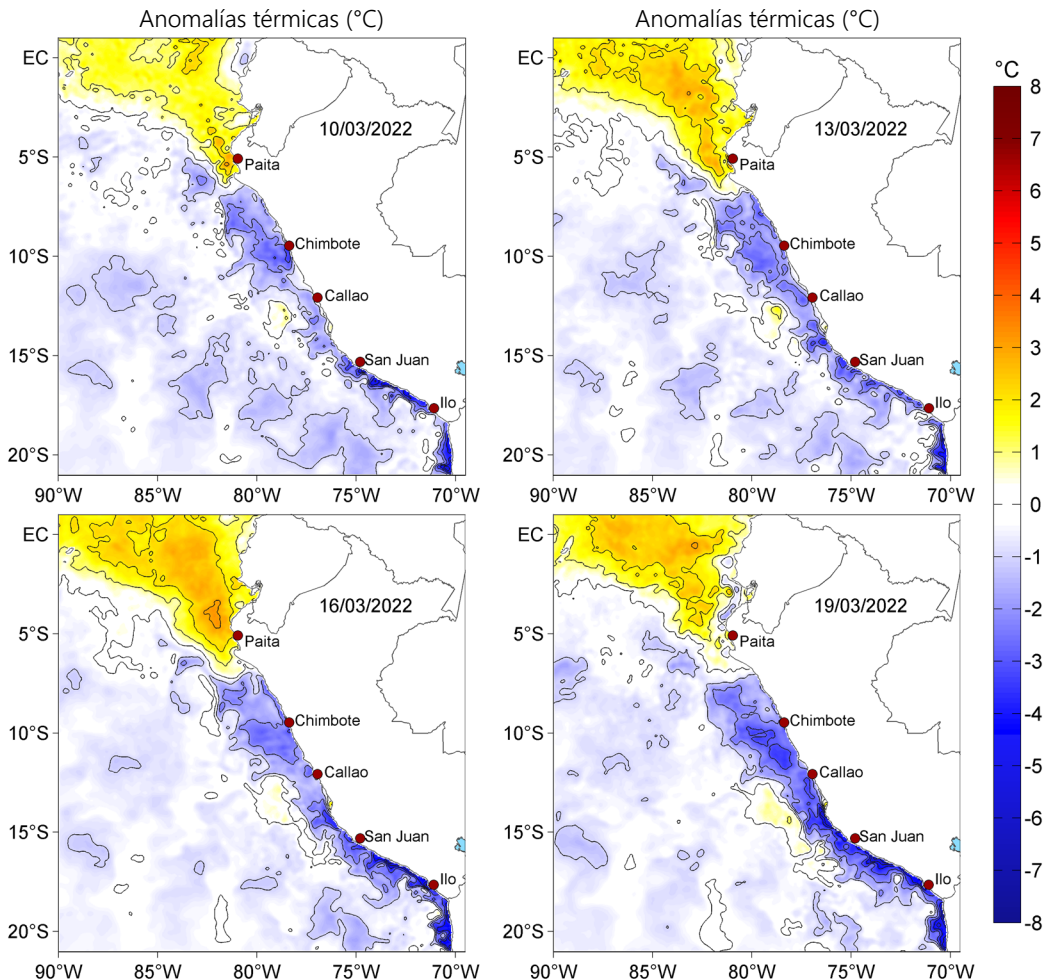 Anomalías térmicas (°C)
Anomalías térmicas (°C)
°C
EC
5°S
10°S
15°S
20°S
90°W
85°W
80°W
75°W
70°W
10/03/2022
Paita
Chimbote
Callao
San Juan
Ilo
EC
5°S
10°S
15°S
20°S
90°W
85°W
80°W
75°W
70°W
13/03/2022
Paita
Chimbote
Callao
San Juan
Ilo
EC
5°S
10°S
15°S
20°S
90°W
85°W
80°W
75°W
70°W
16/03/2022
Paita
Chimbote
Callao
San Juan
Ilo
EC
5°S
10°S
15°S
20°S
90°W
85°W
80°W
75°W
70°W
19/03/2022
Paita
Chimbote
Callao
San Juan
Ilo
8
7
6
5
4
3
2
1
0
-1
-2
-3
-4
-5
-6
-7
-8